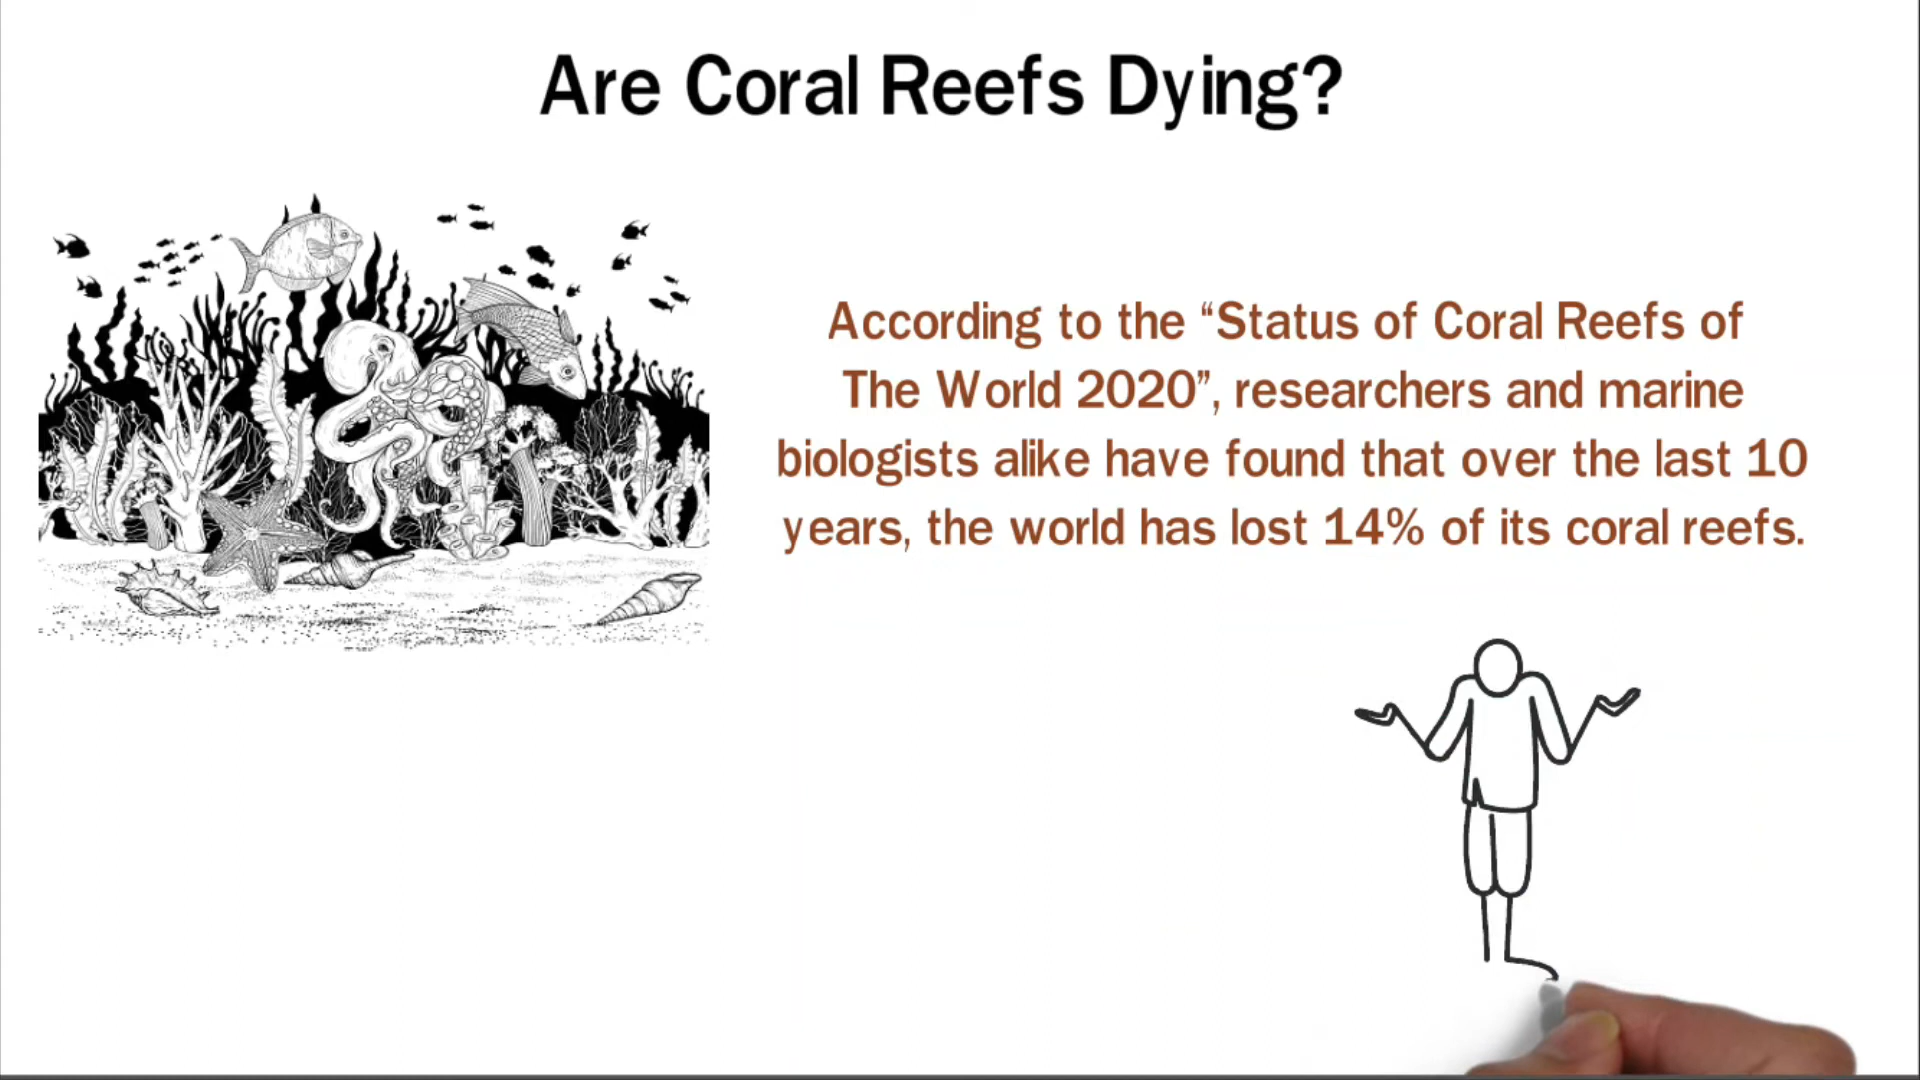 Are Coral Reefs Dying?
According to the “Status of Coral Reefs of
The World 2020”, researchers and marine
biologists alike have found that over the last 10
years, the world has lost 14% of its coral reefs.